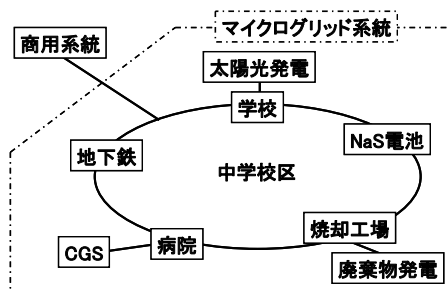 マイクログリッド系統
商用系統
太陽光発電
学校
地下鉄
NaS電池
中学校区
焼却工場
病院
CGS
廃棄物発電